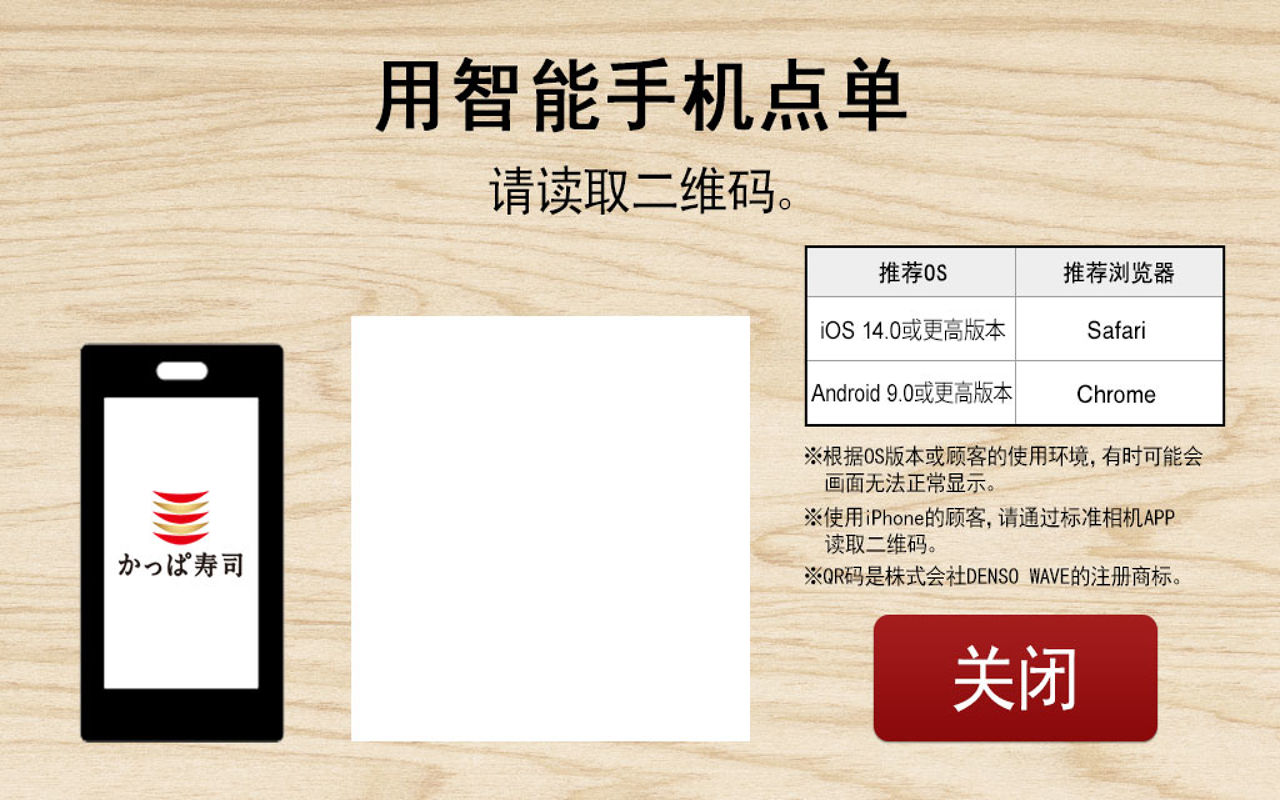 用智能手机点单
请读取二维码。
推荐OS 推荐浏览器
iOS 14.0或更高版本 Safari
Android 9.0或更高版本 Chrome
かっぱ寿司
※根据OS版本或顾客的使用环境,有时可能会
画面无法正常显示。
※使用iPhone的顾客,请通过标准相机APP
读取二维码。
※QR码是株式会社DENSO WAVE的注册商标。
关闭